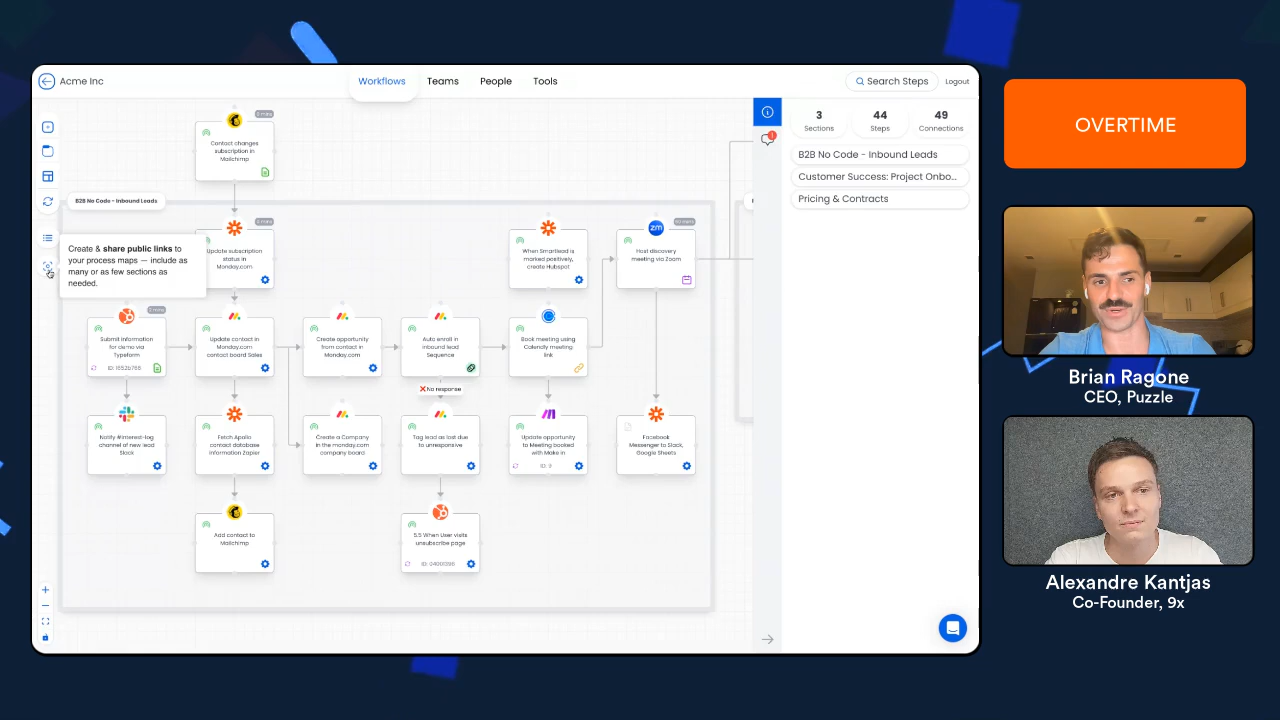 Acme Inc
Workflows
Teams
People
Tools
Search Steps
Logout
OVERTIME
3
Sections
44
Steps
49
Connections
B2B No Code - Inbound Leads
Customer Success: Project Onbo...
Pricing & Contracts
Contact changes
subscription in
Mailchimp
B2B No Code - Inbound Leads
Create & share public links to
your process maps — include as
many or as few sections as
needed.
Update subscription
status in
Monday.com
When Smartlead is
marked positively,
create Hubspot
zm
Host discovery
meeting via Zoom
Submit Information
for demo via
Typeform
Update contact in
Monday.com
contact board Sales
Create opportunity
from contact in
Monday.com
Auto enroll in
inbound lead
Sequence
Book meeting using
Calendly meeting
link
No response
Notify #interest-log
channel of new lead
Slack
Fetch Apollo
contact database
information Zapier
Create a Company
in the monday.com
company board
Tag lead as lost due
to unresponsive
Update opportunity
to Meeting booked
with Make in
Facebook
Messenger to Slack,
Google Sheets
Add contact to
Mailchimp
5.5 When User visits
unsubscribe page
Brian Ragone
CEO, Puzzle
Alexandre Kantjas
Co-Founder, 9x